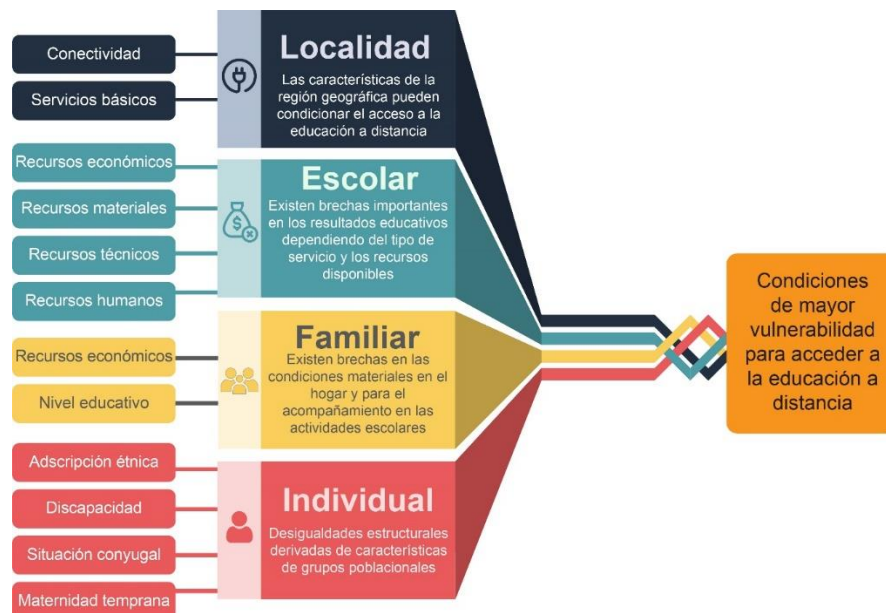 Conectividad
Servicios básicos
Localidad
Las características de la
región geográfica pueden
condicionar el acceso a la
educación a distancia
Recursos económicos
Recursos materiales
Recursos técnicos
Recursos humanos
Escolar
Existen brechas importantes
en los resultados educativos
dependiendo del tipo de
servicio y los recursos
disponibles
Recursos económicos
Nivel educativo
Familiar
Existen brechas en las
condiciones materiales en el
hogar y para el
acompañamiento en las
actividades escolares
Adscripción étnica
Discapacidad
Situación conyugal
Maternidad temprana
Individual
Desigualdades estructurales
derivadas de características
de grupos poblacionales
Condiciones
de mayor
vulnerabilidad
para acceder a
la educación a
distancia